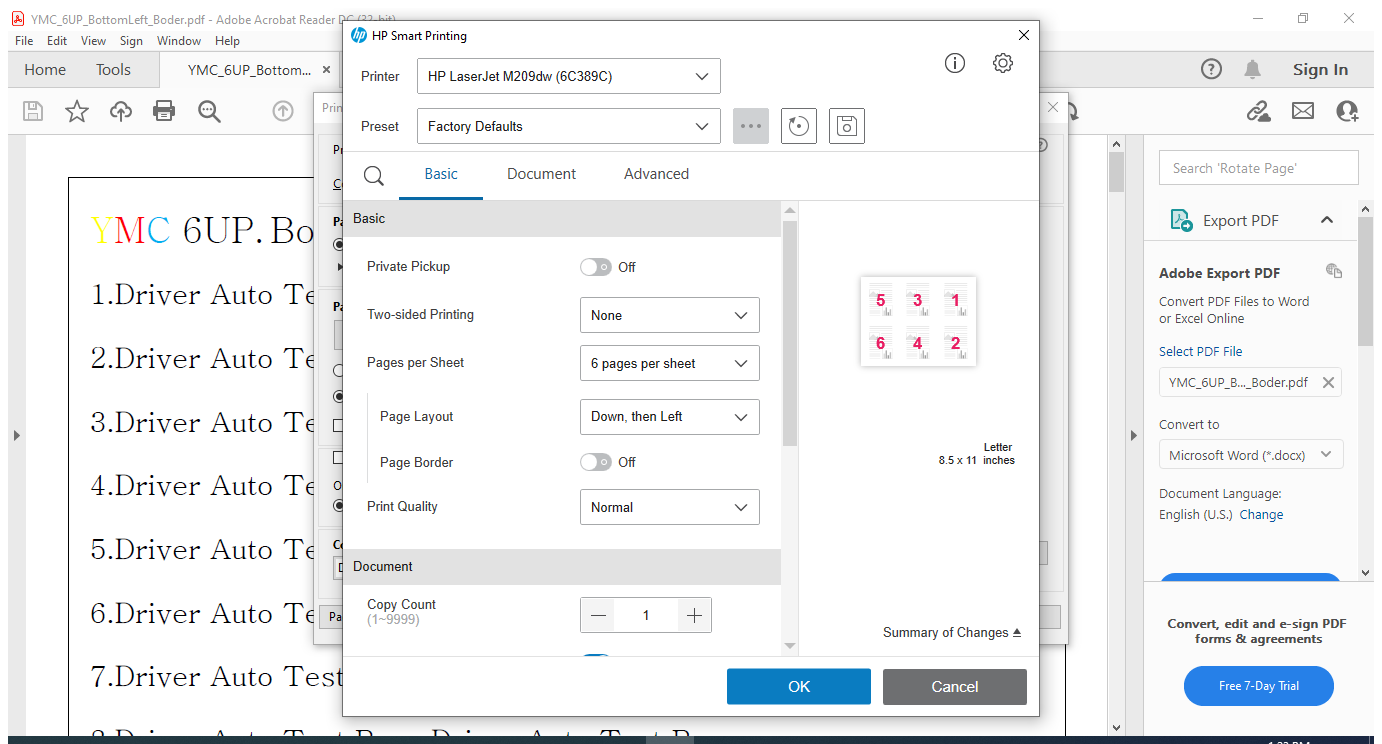 YMC_6UP_BottomLeft_Boder.pdf - Adobe Acrobat Reader DC (32-bit)
File Edit View Sign Window Help
Home Tools YMC_6UP_Bottom... × Sign In
HP Smart Printing
Printer HP LaserJet M209dw (6C389C)
Preset Factory Defaults
Basic Document Advanced
Basic
Private Pickup Off
Two-sided Printing None
Pages per Sheet 6 pages per sheet
Page Layout Down, then Left
Page Border Off
Print Quality Normal
Document
Copy Count 1
(1~9999)
5 3 1
6 4 2
Letter
8.5 x 11 inches
Summary of Changes
OK Cancel
YMC 6UP. Bo
1.Driver Auto Te
2.Driver Auto Te
3.Driver Auto Te
4.Driver Auto Te
5.Driver Auto Te
6.Driver Auto Te
7.Driver Auto Test
Prin
Pr
Pa
Pa
Pa
Search 'Rotate Page'
Export PDF
Adobe Export PDF
Convert PDF Files to Word
or Excel Online
Select PDF File
YMC_6UP_B..._Boder.pdf
Convert to
Microsoft Word (*.docx)
Document Language:
English (U.S.) Change
Convert, edit and e-sign PDF
forms & agreements
Free 7-Day Trial